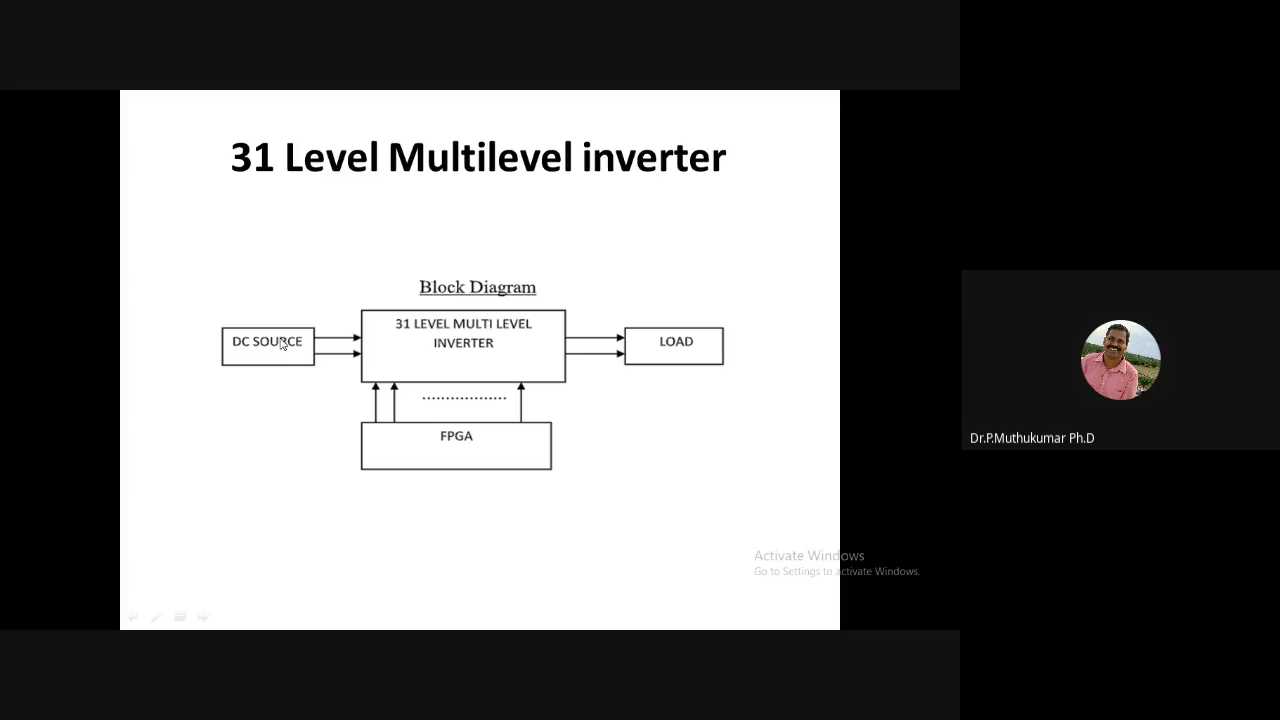 31 Level Multilevel inverter
Block Diagram
31 LEVEL MULTI LEVEL
INVERTER
DC SOURCE
LOAD
FPGA
Dr.P.Muthukumar Ph.D
Activate Windows
Go to Settings to activate Windows.